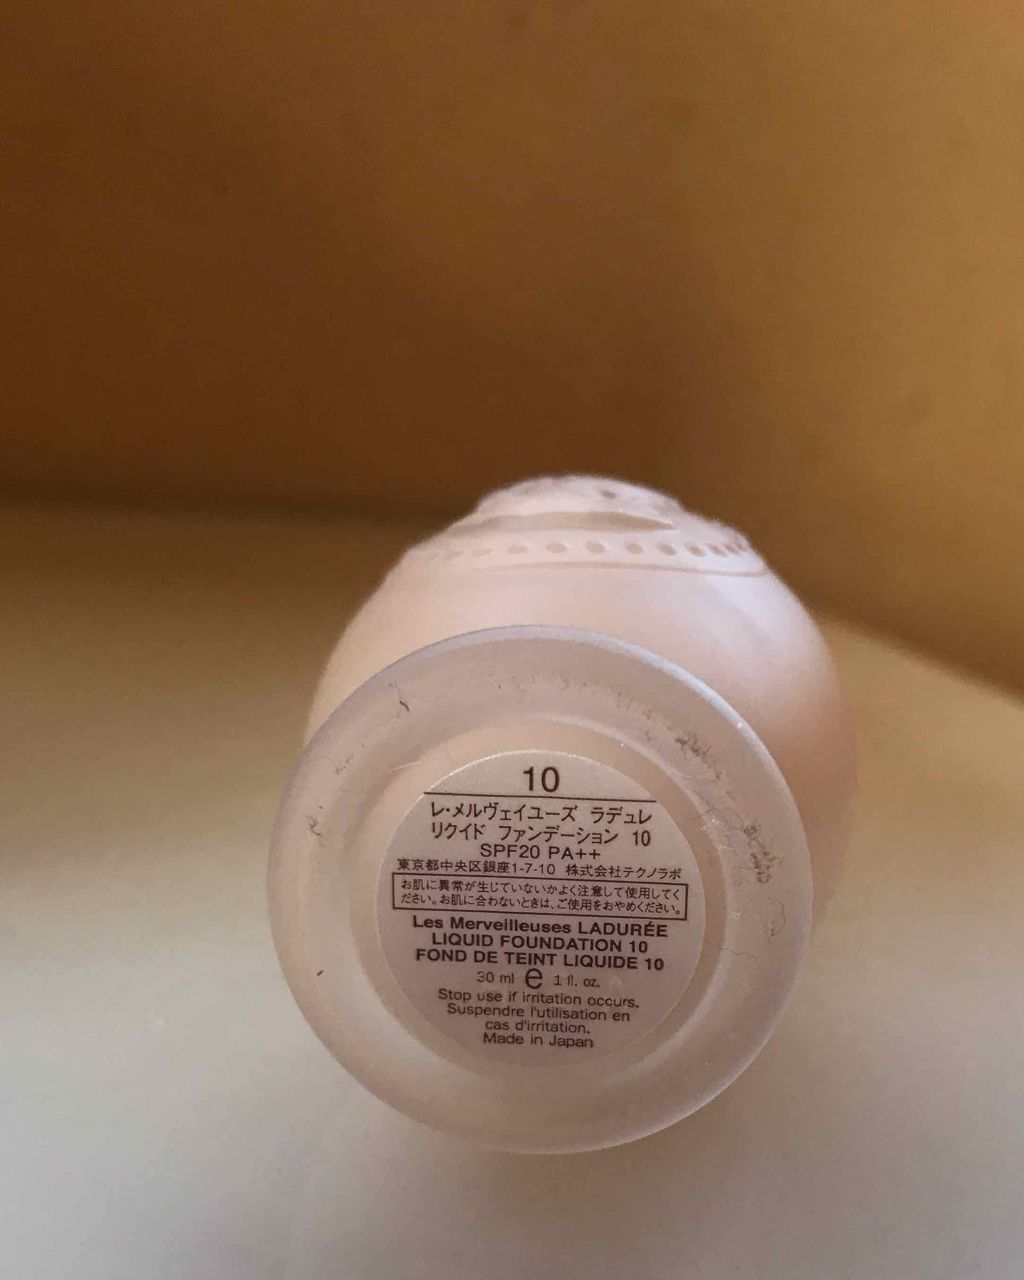 10
レ・メルヴェイユーズ ラデュレ
リクイド ファンデーション 10
SPF20 PA++
東京都中央区銀座1-7-10 株式会社テクノラボ
お肌に異常が生じていないかよく注意して使用してく
ださい。お肌に合わないときは、ご使用をおやめください。
Les Merveilleuses LADURÉE
LIQUID FOUNDATION 10
FOND DE TEINT LIQUIDE 10
30 ml e 1 fl. oz.
Stop use if irritation occurs.
Suspendre l'utilisation en
cas d'irritation.
Made in Japan